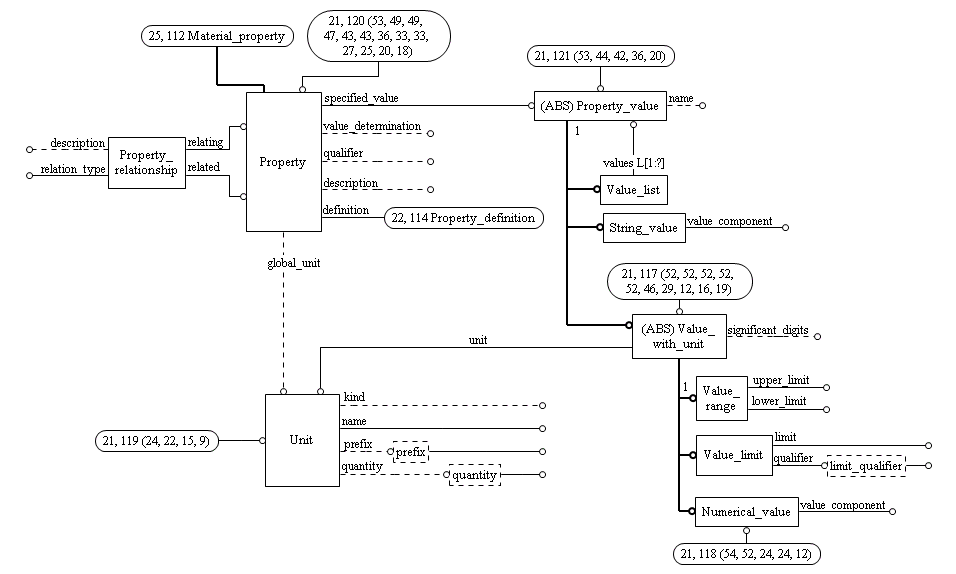 25, 112 Material_property
21, 120 (53, 49, 49,
47, 43, 43, 36, 33, 33,
27, 25, 20, 18)
21, 121 (53, 44, 42, 36, 20)
specified_value
(ABS) Property_value
name
1
description
relation_type
Property_
relationship
relating
related
Property
value_determination
qualifier
description
definition
22, 114 Property_definition
values L[1:?]
Value_list
String_value
value_component
global_unit
21, 117 (52, 52, 52, 52,
52, 46, 29, 12, 16, 19)
(ABS) Value_
with_unit
significant_digits
unit
1
Value_
range
upper_limit
lower_limit
21, 119 (24, 22, 15, 9)
Unit
kind
name
prefix
prefix
quantity
quantity
Value_limit
limit
qualifier
limit_qualifier
Numerical_value
value_component
21, 118 (54, 52, 24, 24, 12)